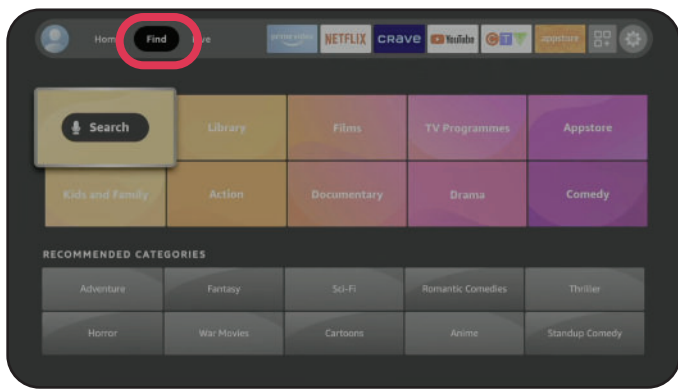 Home Find Live prime video NETFLIX CRAVE YouTube CTV appstore
Search Library Films TV Programmes Appstore
Kids and Family Action Documentary Drama Comedy
RECOMMENDED CATEGORIES
Adventure Fantasy Sci-Fi Romantic Comedies Thriller
Horror War Movies Cartoons Anime Standup Comedy